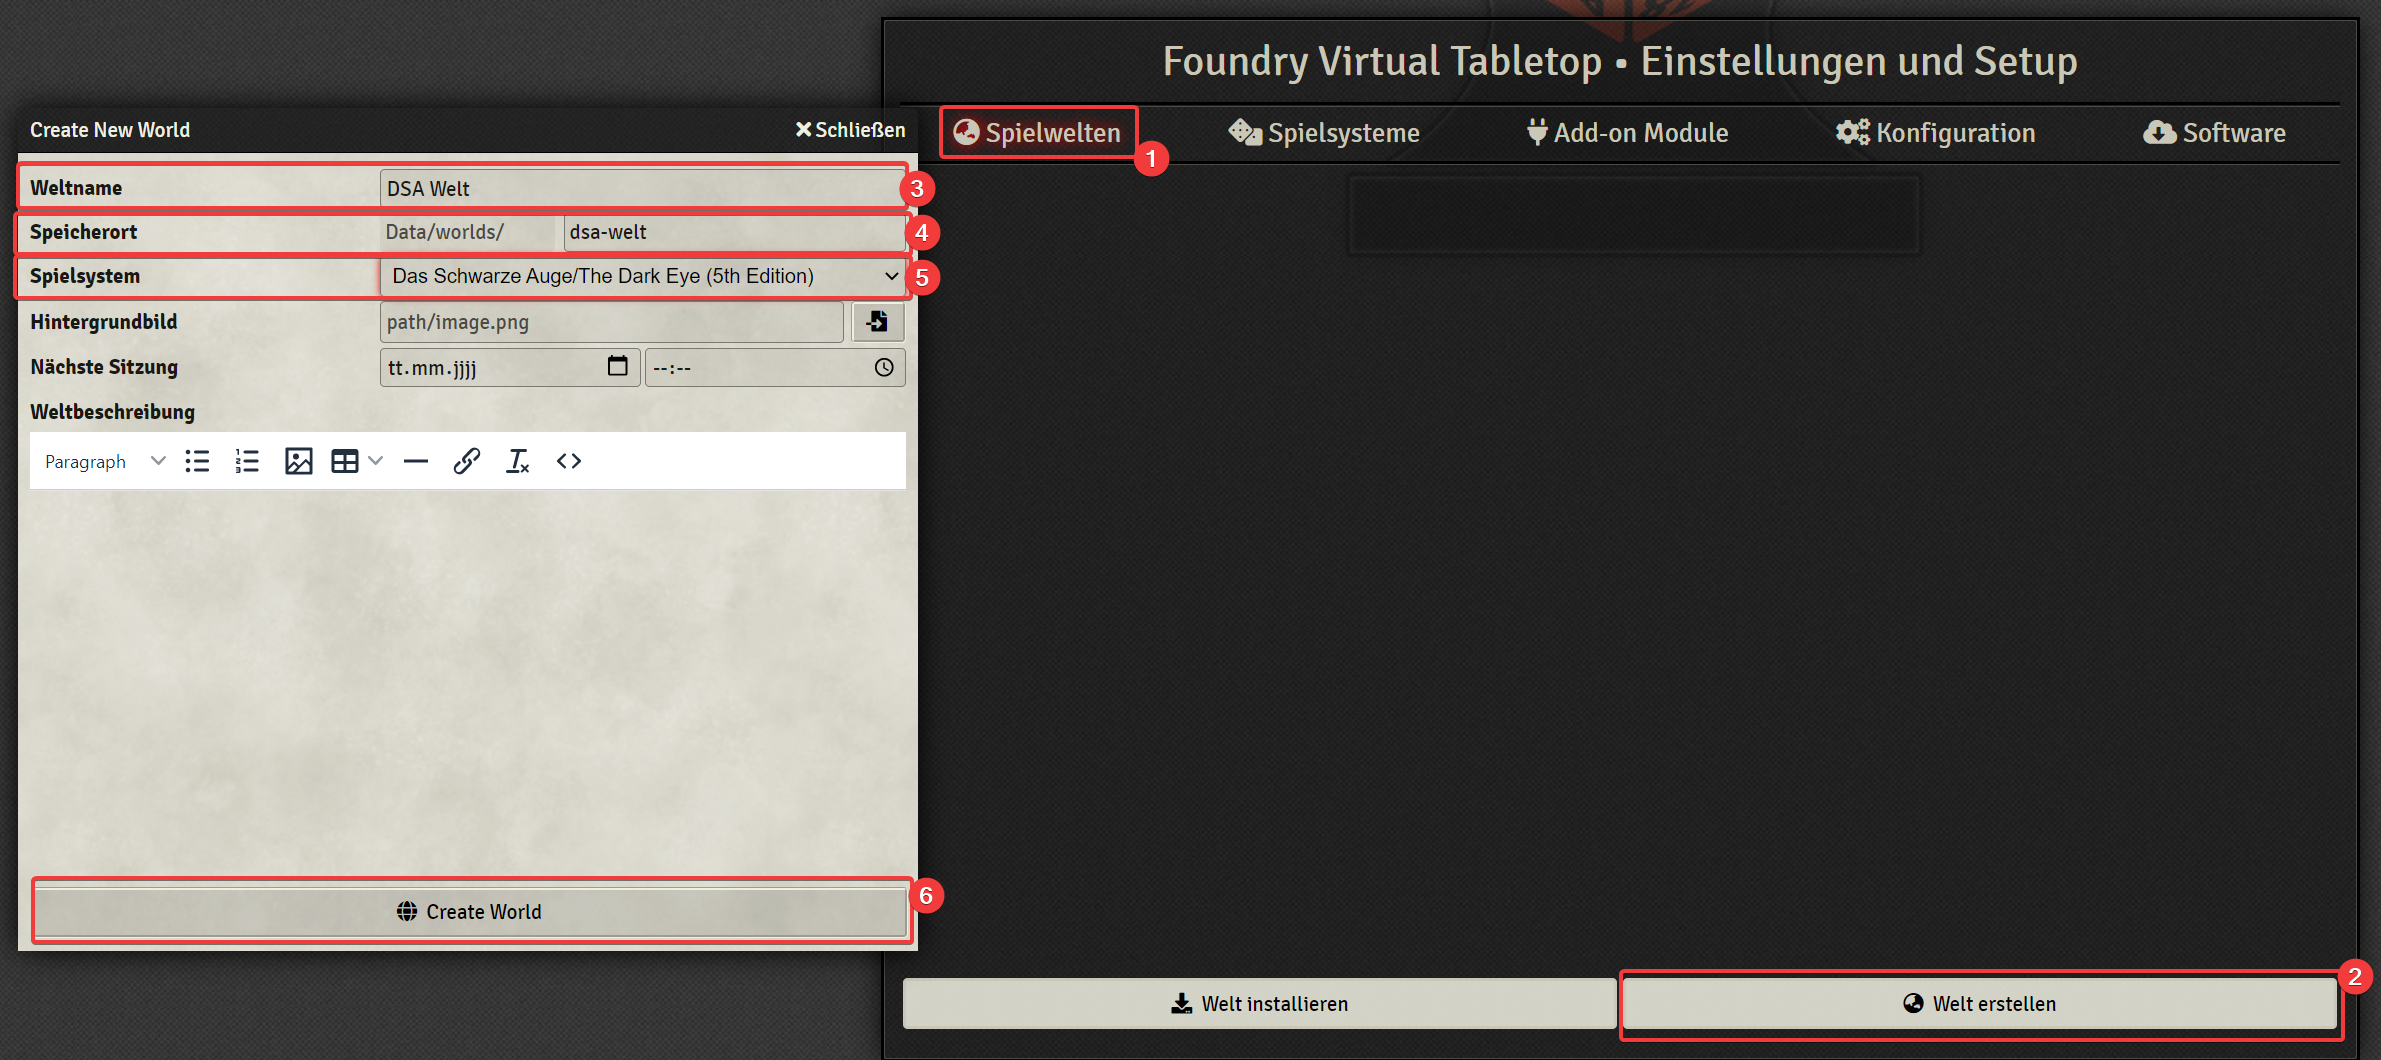 Foundry Virtual Tabletop • Einstellungen und Setup
Spielwelten
Spielsysteme
Add-on Module
Konfiguration
Software
1
Create New World
Schließen
Weltname
DSA Welt
3
Speicherort
Data/worlds/
dsa-welt
4
Spielsystem
Das Schwarze Auge/The Dark Eye (5th Edition)
5
Hintergrundbild
path/image.png
Nächste Sitzung
tt.mm.jjjj
--:--
Weltbeschreibung
Paragraph
Create World
6
Welt installieren
Welt erstellen
2